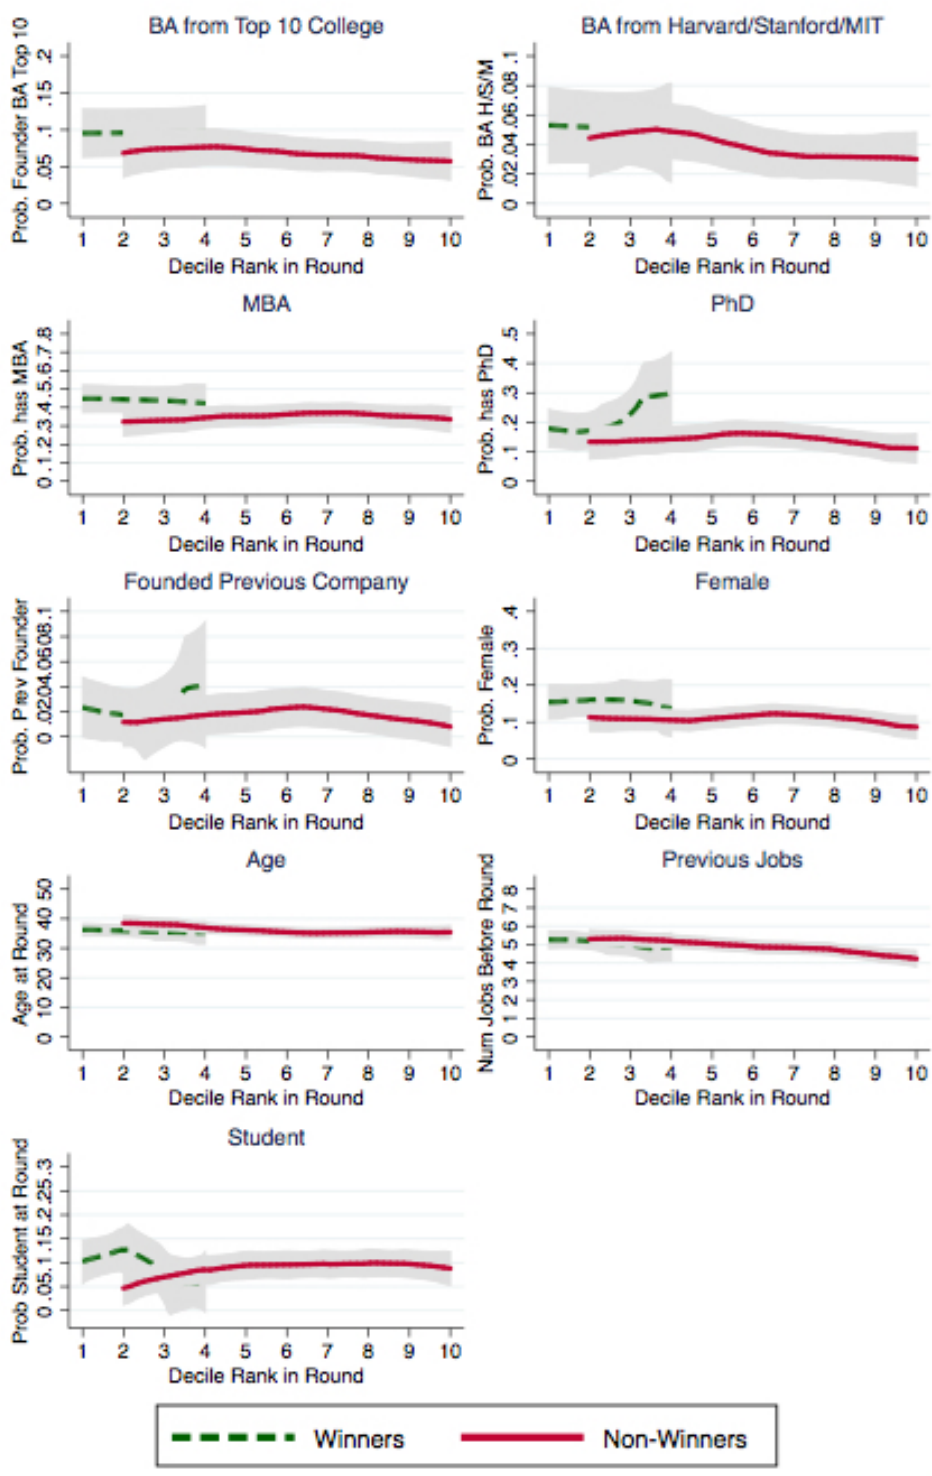 BA from Top 10 College
Prob. Founder BA Top 10
0 .05 .1 .15 .2
1 2 3 4 5 6 7 8 9 10
Decile Rank in Round
BA from Harvard/Stanford/MIT
Prob. BA H/S/M
0 .02.04.06.08.1
1 2 3 4 5 6 7 8 9 10
Decile Rank in Round
MBA
Prob. has MBA
0 .1.2.3.4.5.6.7.8
1 2 3 4 5 6 7 8 9 10
Decile Rank in Round
PhD
Prob. has PhD
0 .1 .2 .3 .4 .5
1 2 3 4 5 6 7 8 9 10
Decile Rank in Round
Founded Previous Company
Prob. Prev Founder
0 .02.04.06.08.1
1 2 3 4 5 6 7 8 9 10
Decile Rank in Round
Female
Prob. Female
0 .1 .2 .3 .4
1 2 3 4 5 6 7 8 9 10
Decile Rank in Round
Age
Age at Round
0 10 20 30 40 50
1 2 3 4 5 6 7 8 9 10
Decile Rank in Round
Previous Jobs
Num Jobs Before Round
0 1 2 3 4 5 6 7 8
1 2 3 4 5 6 7 8 9 10
Decile Rank in Round
Student
Prob Student at Round
0 .05 .1 .15 .2 .25 .3
1 2 3 4 5 6 7 8 9 10
Decile Rank in Round
Winners
Non-Winners